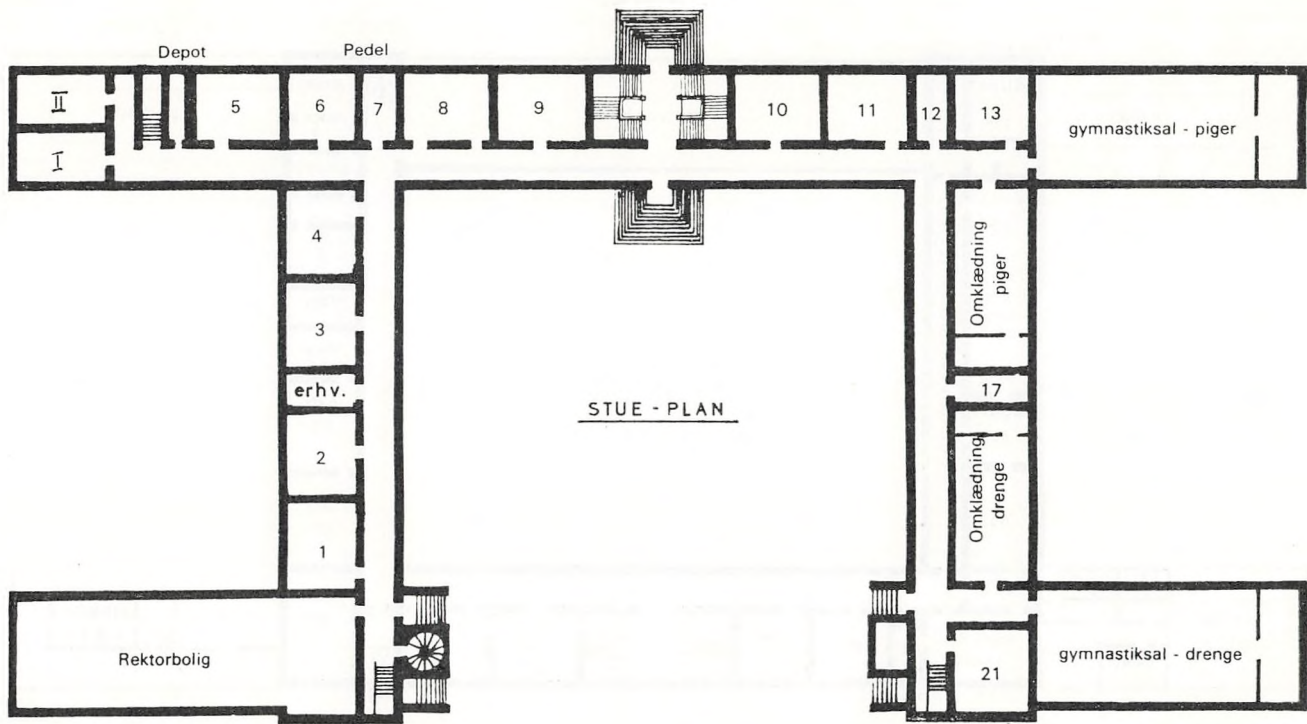 Depot
Pedel
II
5
6
7
8
9
10
11
12
13
gymnastiksal - piger
I
4
Omklædning
piger
3
erhv.
17
STUE - PLAN
2
Omklædning
drenge
1
Rektorbolig
21
gymnastiksal - drenge